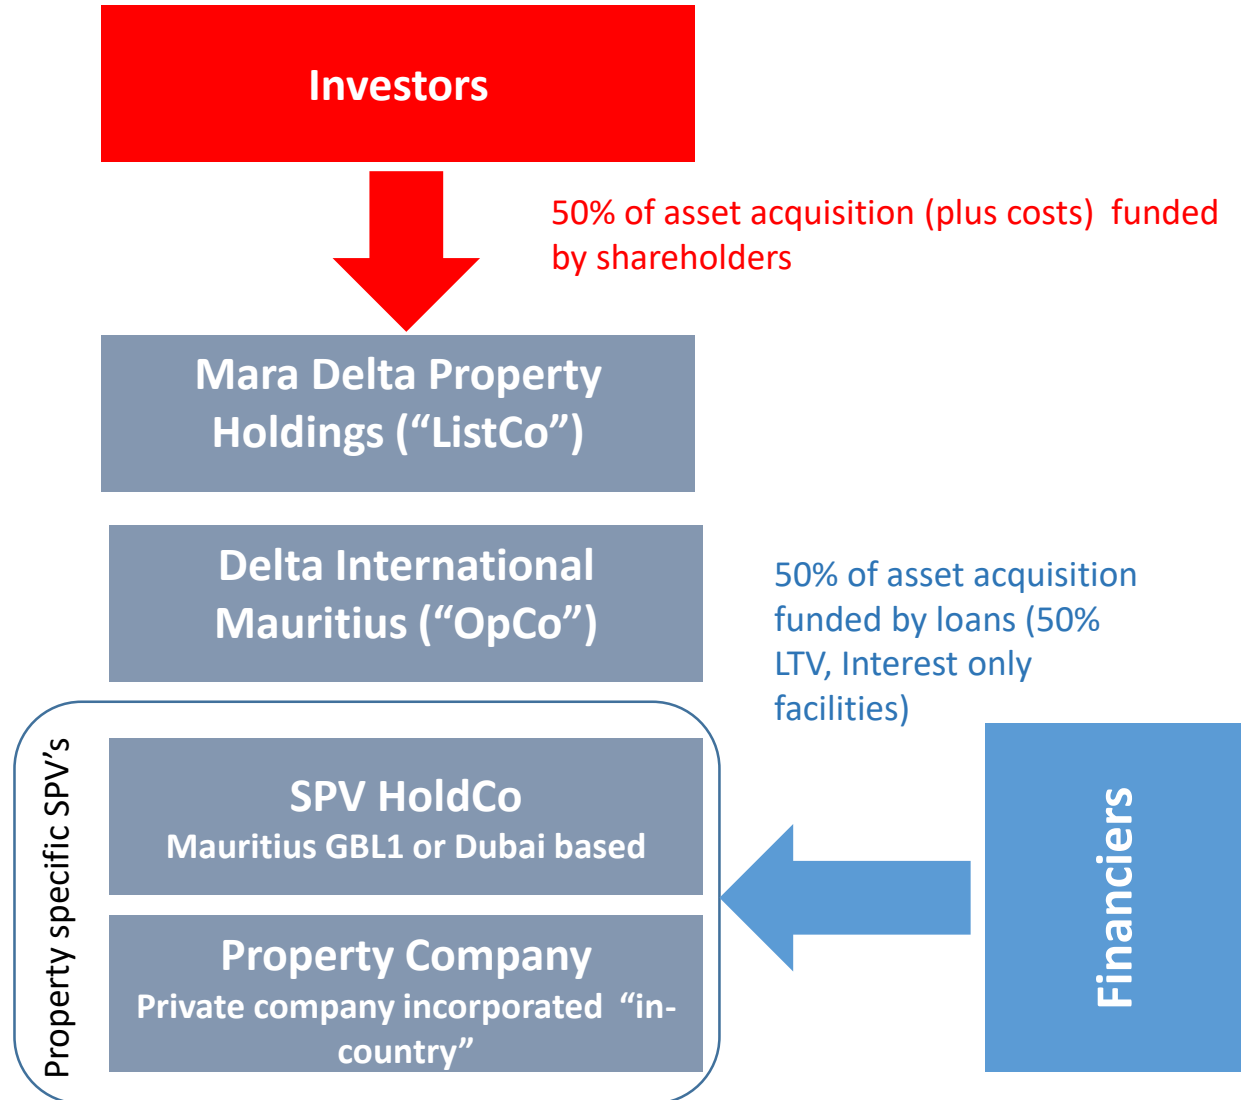 Investors
50% of asset acquisition (plus costs)  funded
by shareholders
Mara Delta Property
Holdings (“ListCo”)
Delta International
Mauritius (“OpCo”)
50% of asset acquisition
funded by loans (50%
LTV, Interest only
facilities)
Property specific SPV’s
SPV HoldCo
Mauritius GBL1 or Dubai based
Property Company
Private company incorporated  “in-
country”
Financiers